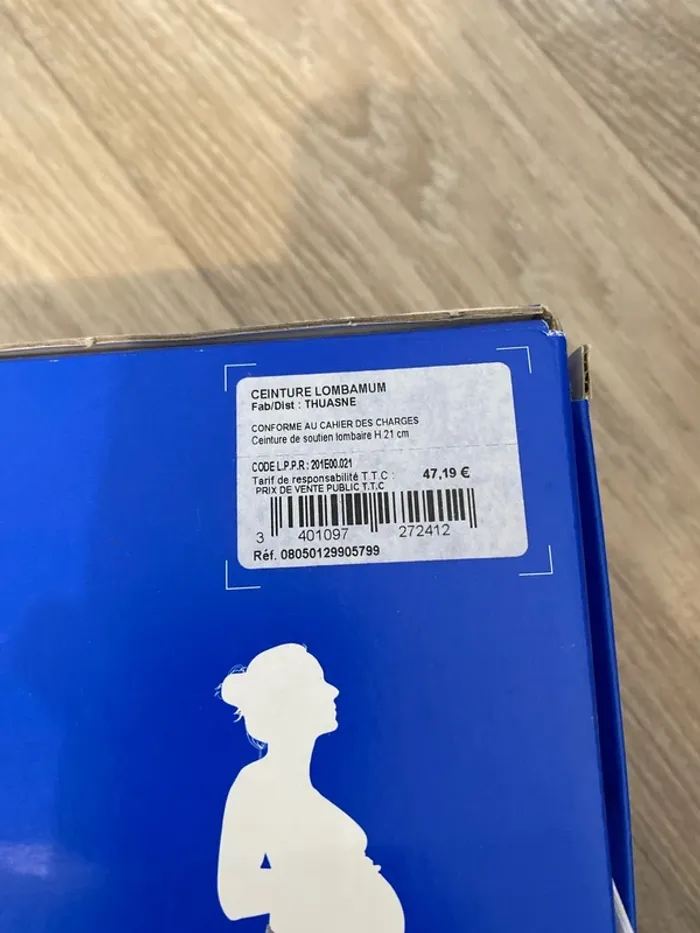 CEINTURE LOMBAMUM
Fab/Dist : THUASNE
CONFORME AU CAHIER DES CHARGES
Ceinture de soutien lombaire H 21 cm
CODE L.P.P.R : 201E00.021
Tarif de responsabilité T.T.C : 47,19 €
PRIX DE VENTE PUBLIC T.T.C
3 401097 272412
Réf. 08050129905799